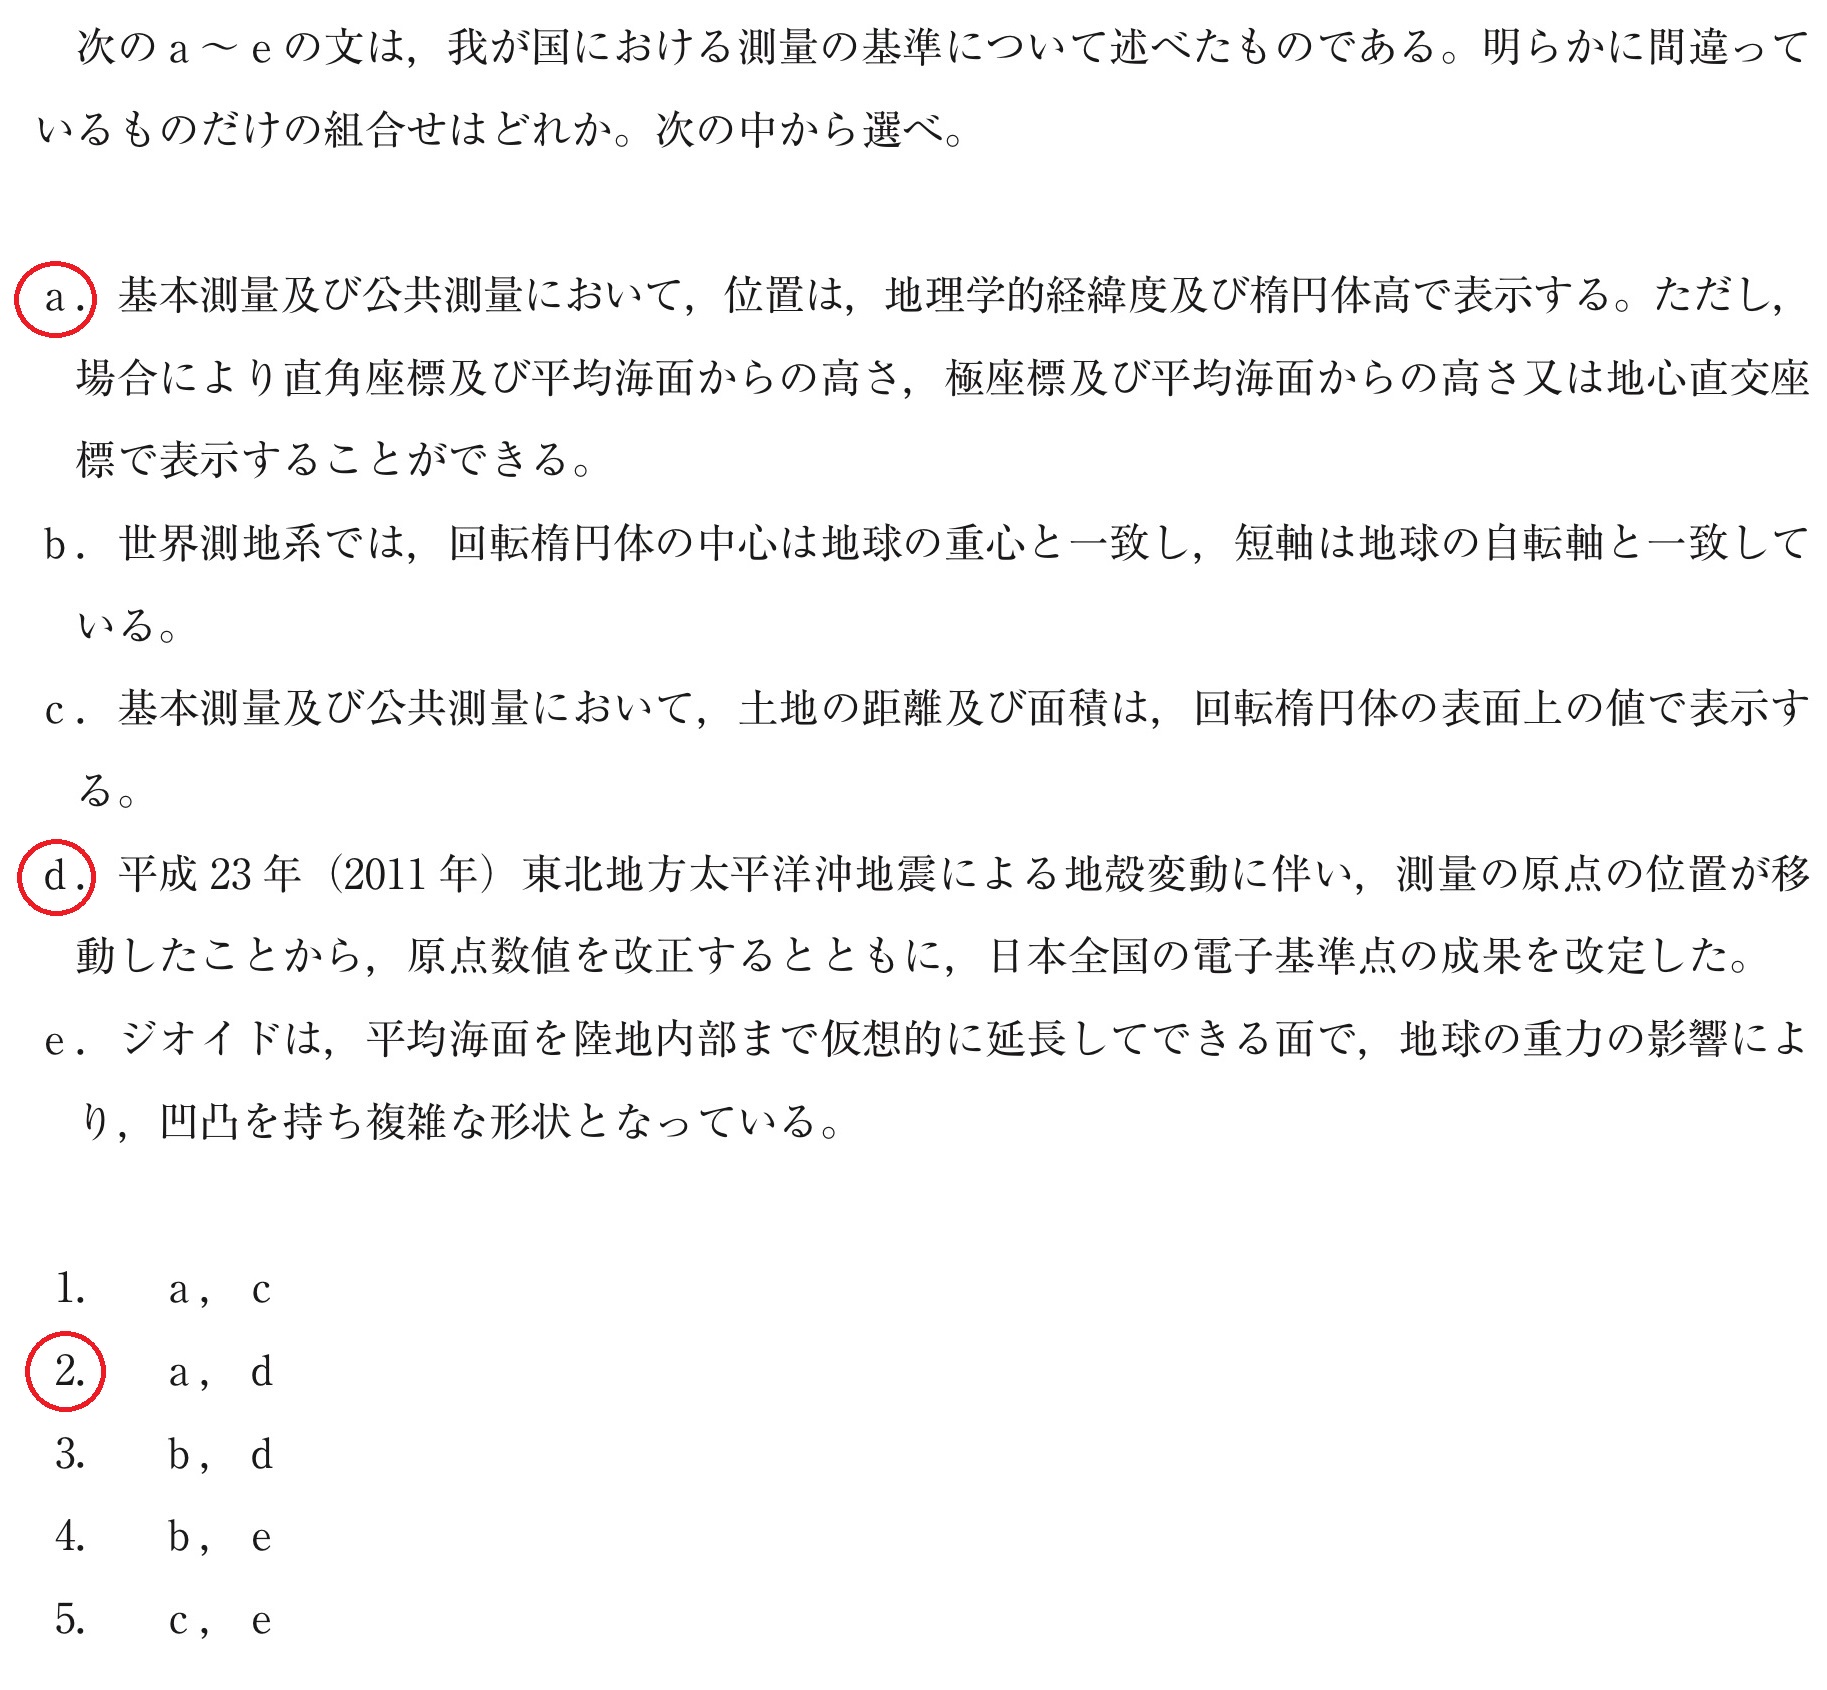 次のa～eの文は，我が国における測量の基準について述べたものである。明らかに間違って
いるものだけの組合せはどれか。次の中から選べ。
a．基本測量及び公共測量において，位置は，地理学的経緯度及び楕円体高で表示する。ただし，
場合により直角座標及び平均海面からの高さ，極座標及び平均海面からの高さ又は地心直交座
標で表示することができる。
b．世界測地系では，回転楕円体の中心は地球の重心と一致し，短軸は地球の自転軸と一致して
いる。
c．基本測量及び公共測量において，土地の距離及び面積は，回転楕円体の表面上の値で表示す
る。
d．平成23年（2011年）東北地方太平洋沖地震による地殻変動に伴い，測量の原点の位置が移
動したことから，原点数値を改正するとともに，日本全国の電子基準点の成果を改定した。
e．ジオイドは，平均海面を陸地内部まで仮想的に延長してできる面で，地球の重力の影響によ
り，凹凸を持ち複雑な形状となっている。
1.　a，c
2.　a，d
3.　b，d
4.　b，e
5.　c，e